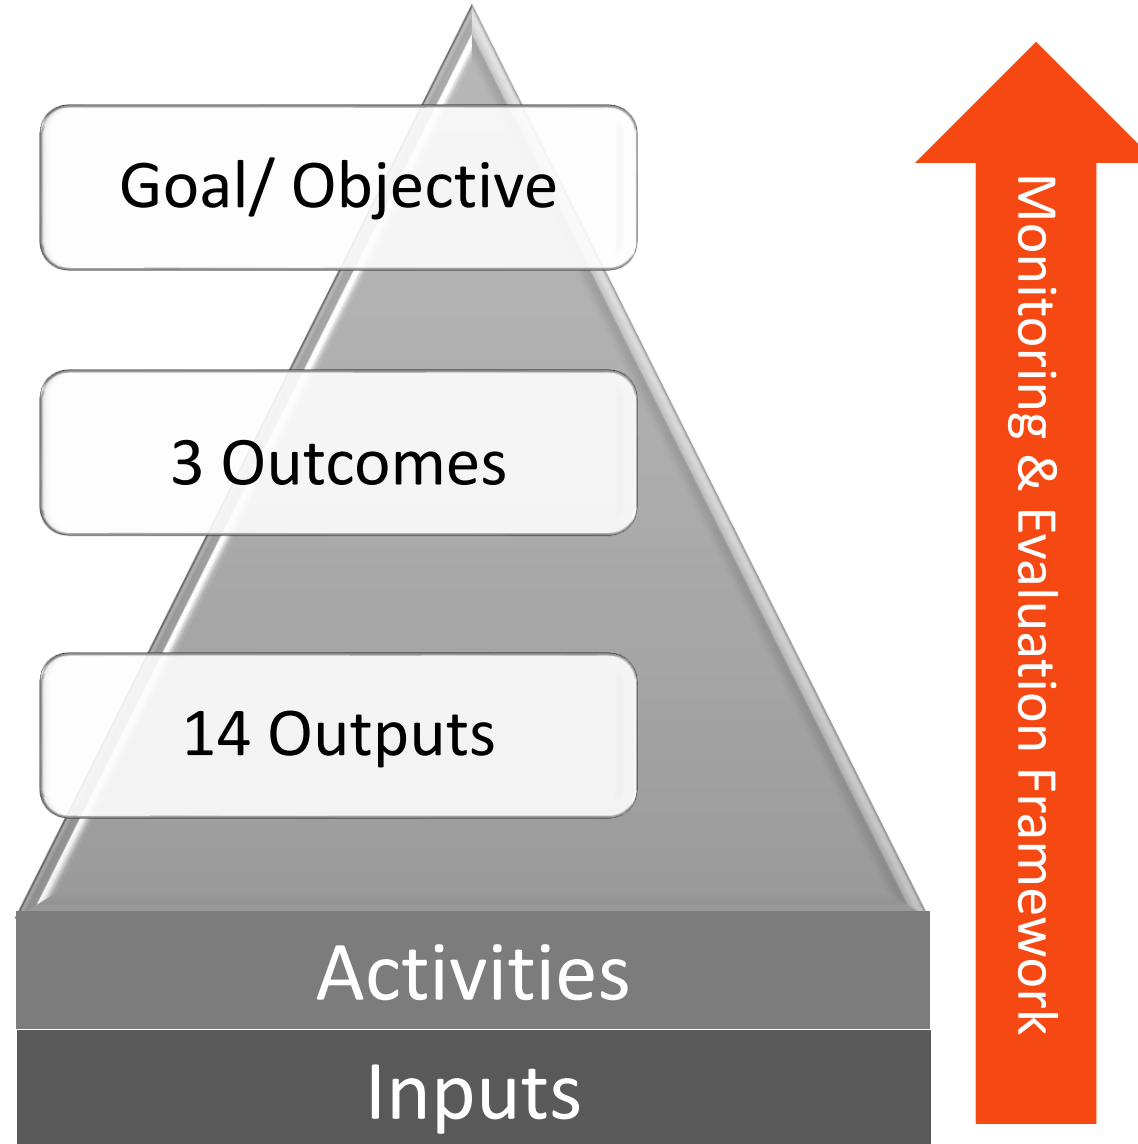 Goal/ Objective
3 Outcomes
14 Outputs
Activities
Inputs
Monitoring & Evaluation Framework